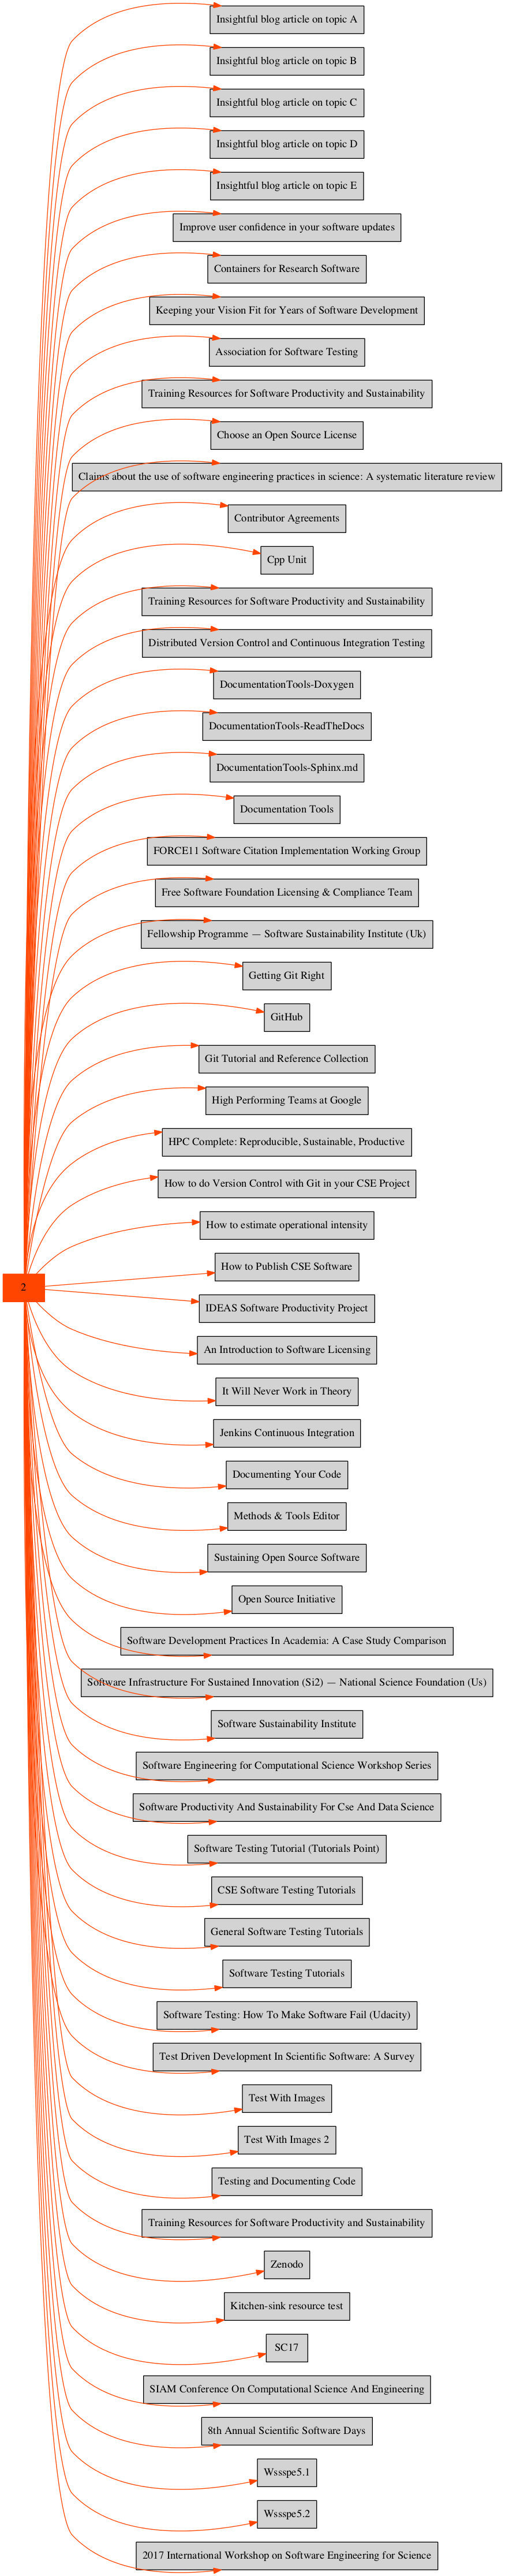 Insightful blog article on topic A
Insightful blog article on topic B
Insightful blog article on topic C
Insightful blog article on topic D
Insightful blog article on topic E
Improve user confidence in your software updates
Containers for Research Software
Keeping your Vision Fit for Years of Software Development
Association for Software Testing
Training Resources for Software Productivity and Sustainability
Choose an Open Source License
Claims about the use of software engineering practices in science: A systematic literature review
Contributor Agreements
Cpp Unit
Training Resources for Software Productivity and Sustainability
Distributed Version Control and Continuous Integration Testing
DocumentationTools-Doxygen
DocumentationTools-ReadTheDocs
DocumentationTools-Sphinx.md
Documentation Tools
FORCE11 Software Citation Implementation Working Group
Free Software Foundation Licensing & Compliance Team
Fellowship Programme — Software Sustainability Institute (Uk)
Getting Git Right
GitHub
Git Tutorial and Reference Collection
High Performing Teams at Google
HPC Complete: Reproducible, Sustainable, Productive
How to do Version Control with Git in your CSE Project
How to estimate operational intensity
How to Publish CSE Software
2
IDEAS Software Productivity Project
An Introduction to Software Licensing
It Will Never Work in Theory
Jenkins Continuous Integration
Documenting Your Code
Methods & Tools Editor
Sustaining Open Source Software
Open Source Initiative
Software Development Practices In Academia: A Case Study Comparison
Software Infrastructure For Sustained Innovation (Si2) — National Science Foundation (Us)
Software Sustainability Institute
Software Engineering for Computational Science Workshop Series
Software Productivity And Sustainability For Cse And Data Science
Software Testing Tutorial (Tutorials Point)
CSE Software Testing Tutorials
General Software Testing Tutorials
Software Testing Tutorials
Software Testing: How To Make Software Fail (Udacity)
Test Driven Development In Scientific Software: A Survey
Test With Images
Test With Images 2
Testing and Documenting Code
Training Resources for Software Productivity and Sustainability
Zenodo
Kitchen-sink resource test
SC17
SIAM Conference On Computational Science And Engineering
8th Annual Scientific Software Days
Wssspe5.1
Wssspe5.2
2017 International Workshop on Software Engineering for Science